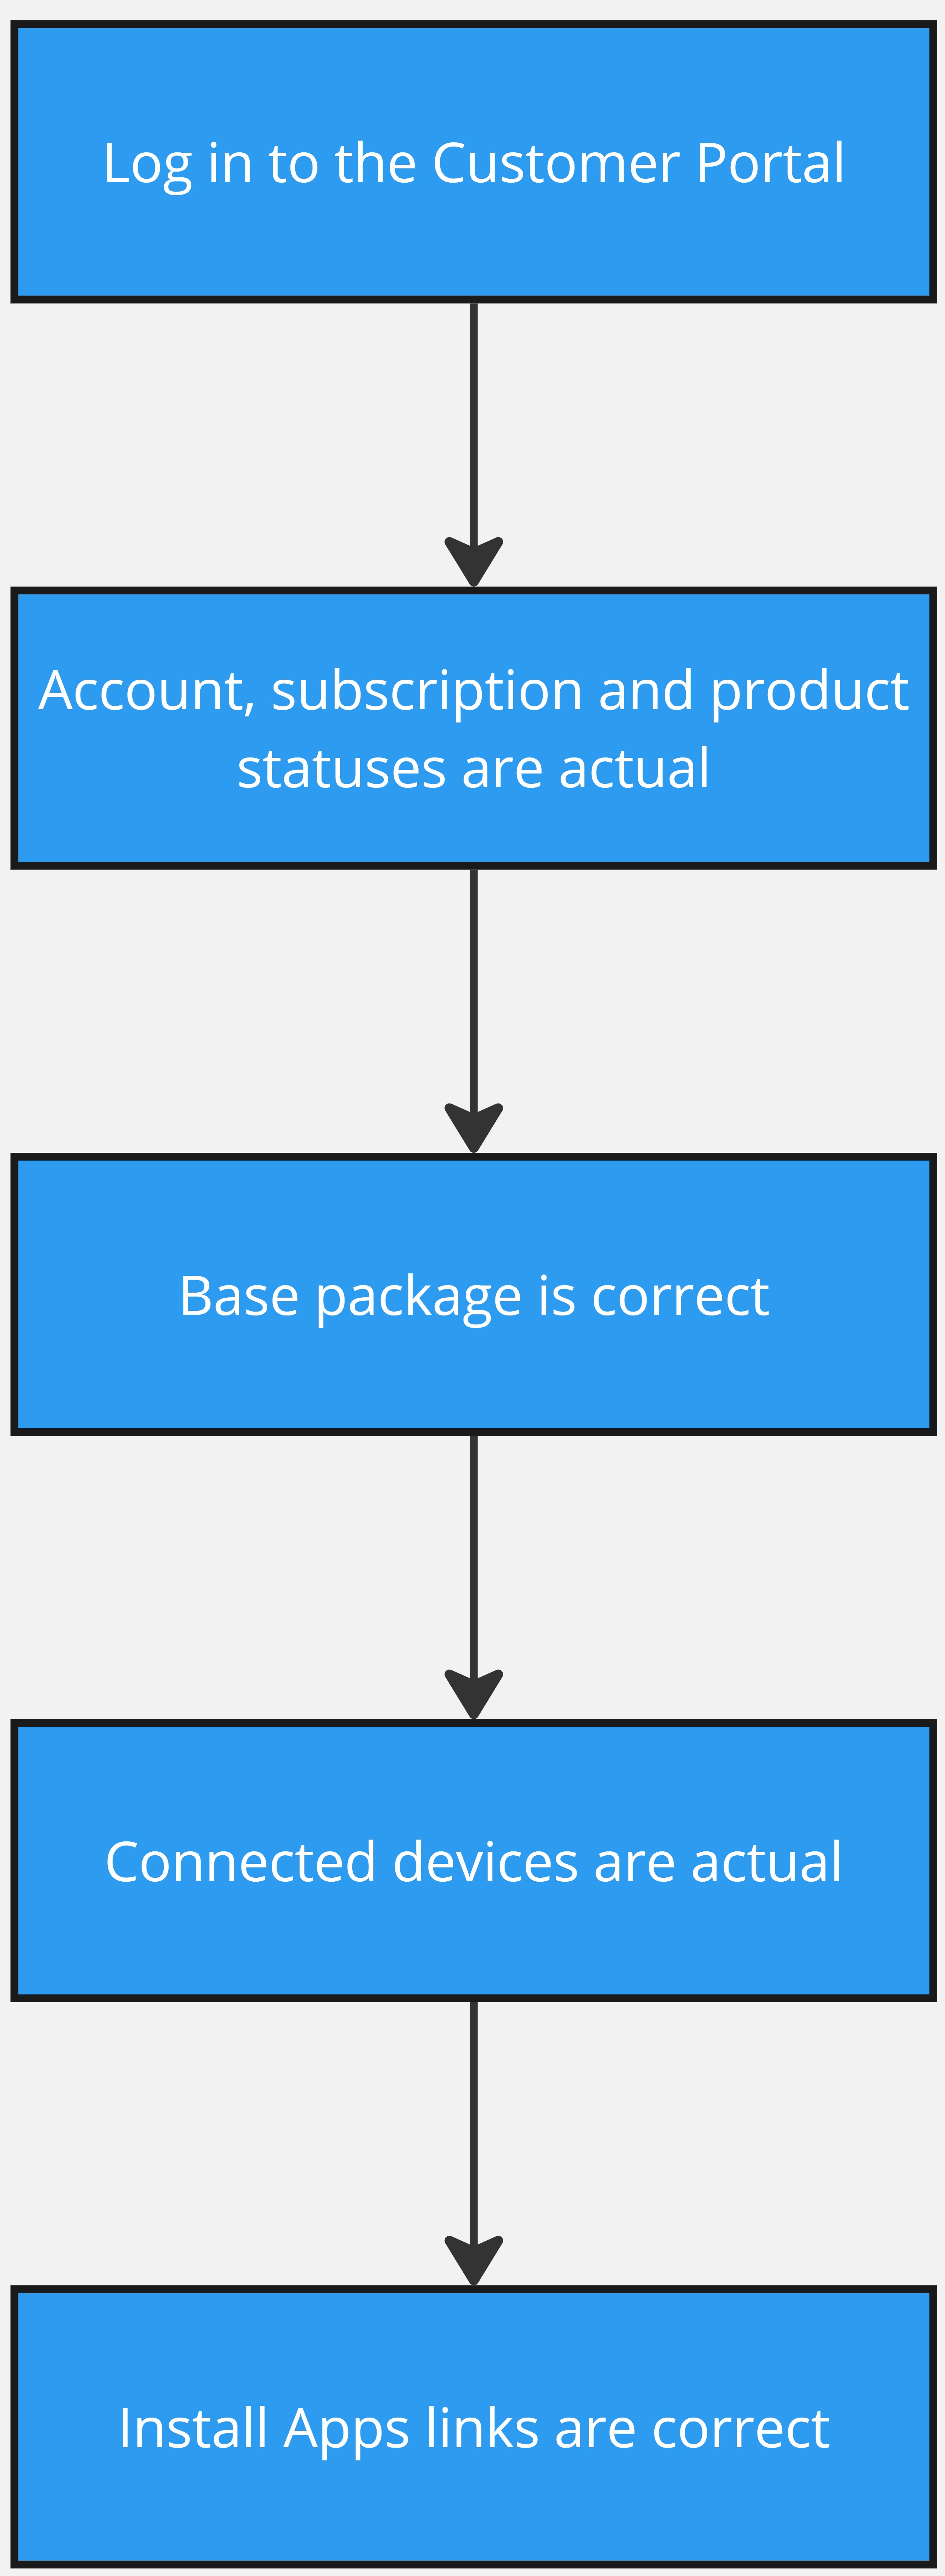 Log in to the Customer Portal
Account, subscription and product
statuses are actual
Base package is correct
Connected devices are actual
Install Apps links are correct